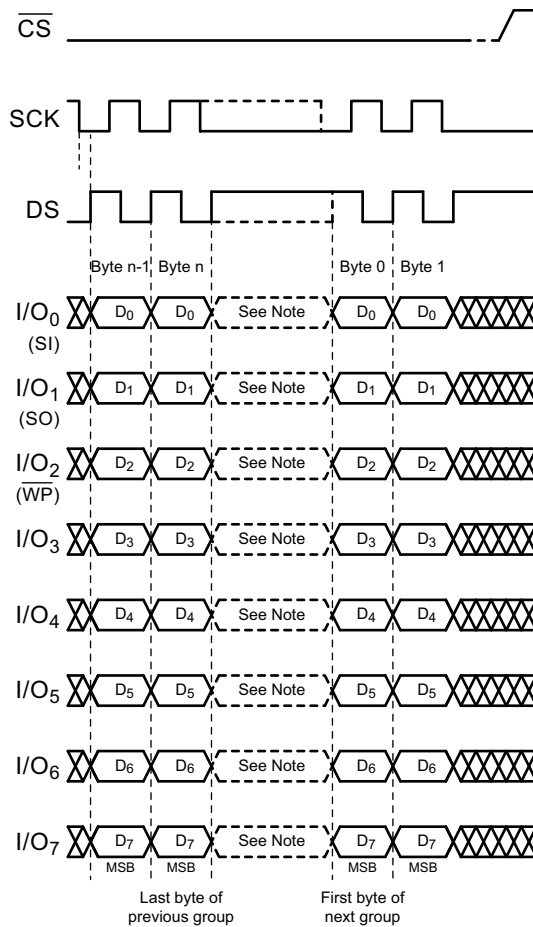 CS
SCK
DS
Byte n-1 Byte n Byte 0 Byte 1
I/O0 D0 D0 See Note D0 D0
(SI)
I/O1 D1 D1 See Note D1 D1
(SO)
I/O2 D2 D2 See Note D2 D2
(WP)
I/O3 D3 D3 See Note D3 D3
I/O4 D4 D4 See Note D4 D4
I/O5 D5 D5 See Note D5 D5
I/O6 D6 D6 See Note D6 D6
I/O7 D7 D7 See Note D7 D7
MSB MSB MSB MSB
Last byte of First byte of
previous group next group